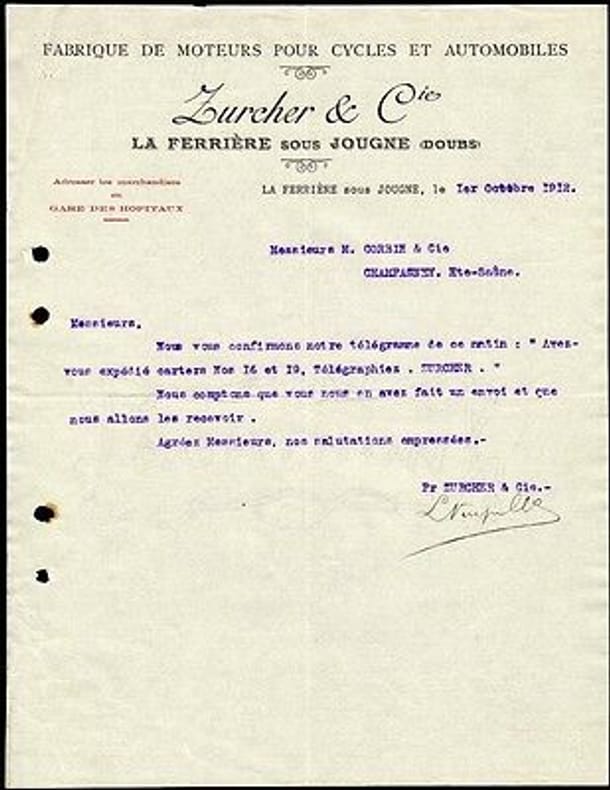 FABRIQUE DE MOTEURS POUR CYCLES ET AUTOMOBILES
Zurcher & Cie
LA FERRIÈRE SOUS JOUGNE (DOUBS)
Adresser les marchandises
en
GARE DES HOPITAUX
LA FERRIÈRE sous JOUGNE, le 1er Octobre 1912.
Messieurs M. CORBIN & Cie
CHAMPAGNEY. Hte-Saône.
Messieurs,
Nous vous confirmons notre télégramme de ce matin : " Avez-
vous expédié carters Nos 16 et 19, Télégraphiez . ZURCHER . "
Nous comptons que vous nous en avez fait un envoi et que
nous allons les recevoir .
Agréez Messieurs, nos salutations empressées.-
Pr ZURCHER & Cie.-